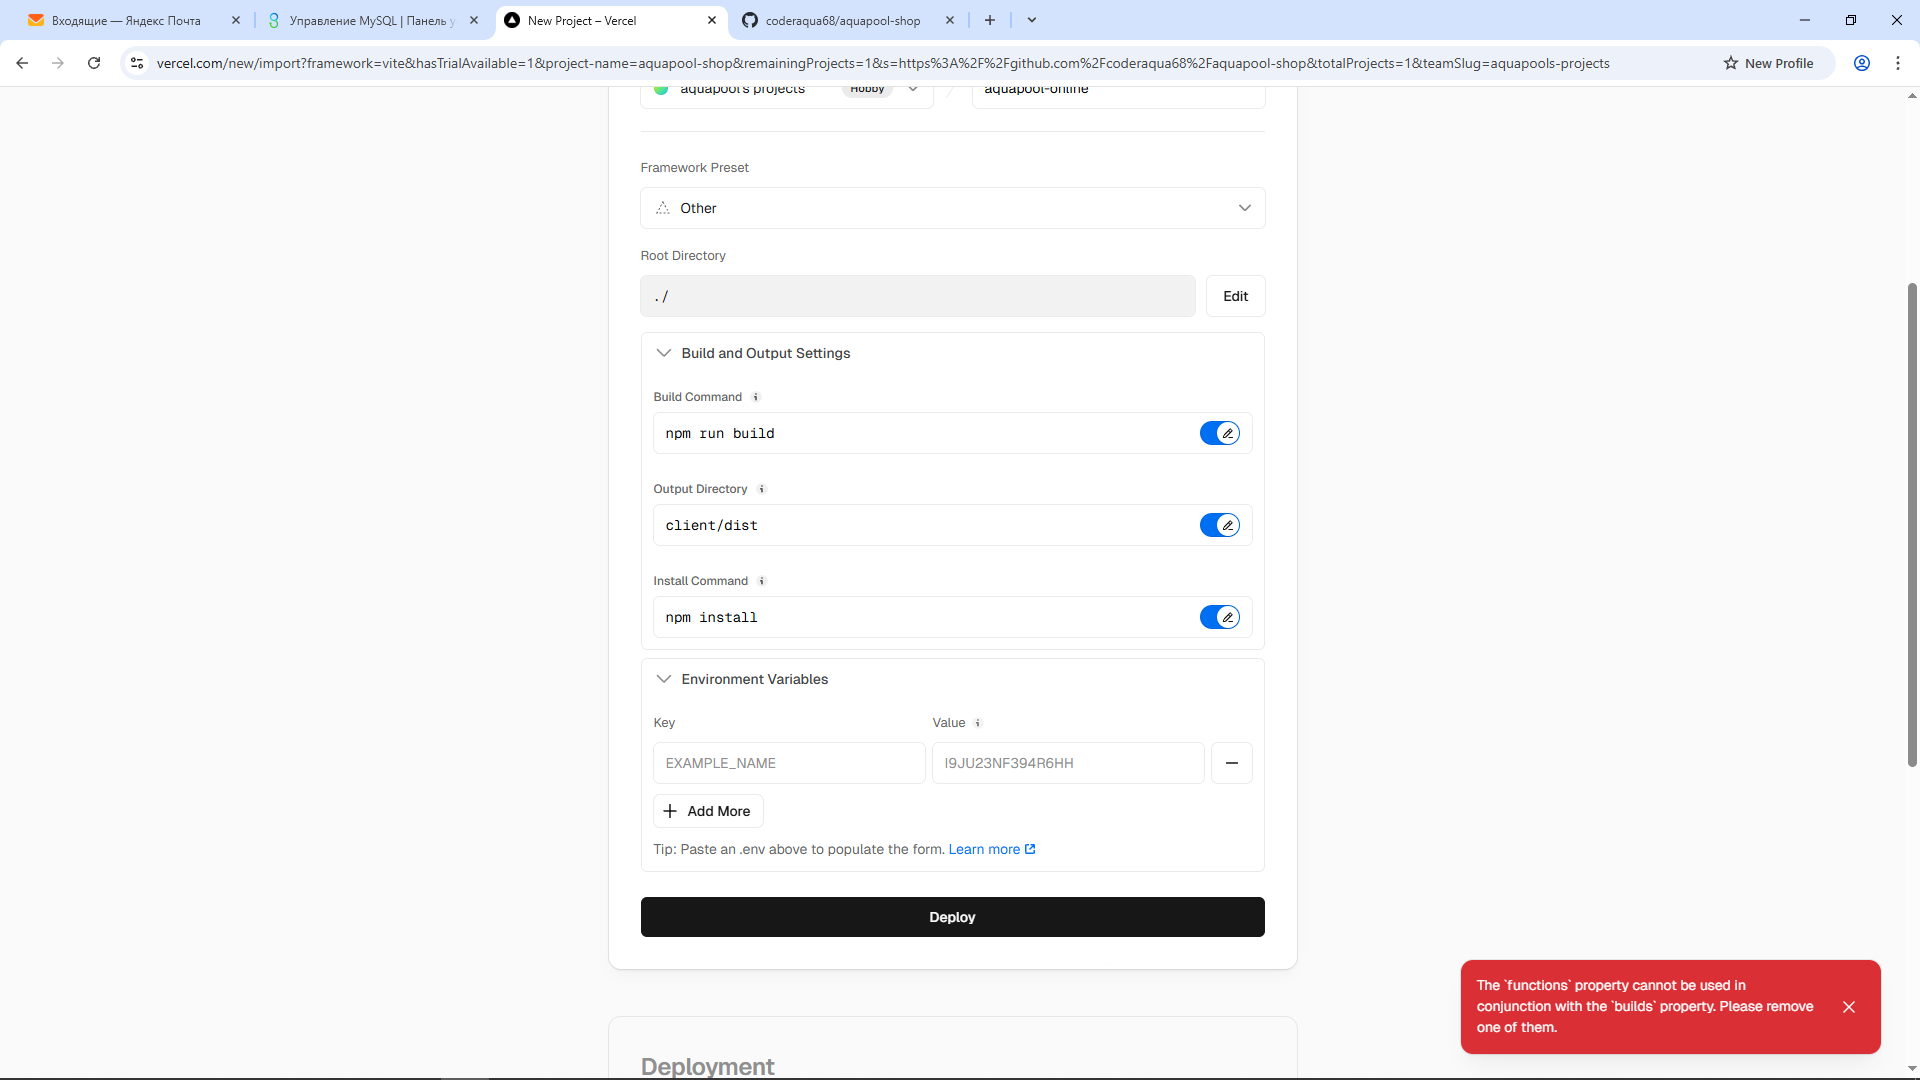 Входящие — Яндекс Почта
Управление MySQL | Панель у
New Project – Vercel
coderaqua68/aquapool-shop
vercel.com/new/import?framework=vite&hasTrialAvailable=1&project-name=aquapool-shop&remainingProjects=1&s=https%3A%2F%2Fgithub.com%2Fcoderaqua68%2Faquapool-shop&totalProjects=1&teamSlug=aquapools-projects
New Profile
aquapool's projects
Hobby
aquapool-online
Framework Preset
Other
Root Directory
./
Edit
Build and Output Settings
Build Command
npm run build
Output Directory
client/dist
Install Command
npm install
Environment Variables
Key
Value
EXAMPLE_NAME
I9JU23NF394R6HH
Add More
Tip: Paste an .env above to populate the form. Learn more
Deploy
The `functions` property cannot be used in
conjunction with the `builds` property. Please remove
one of them.
Deployment